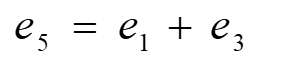 e₅ = e₁ + e₃